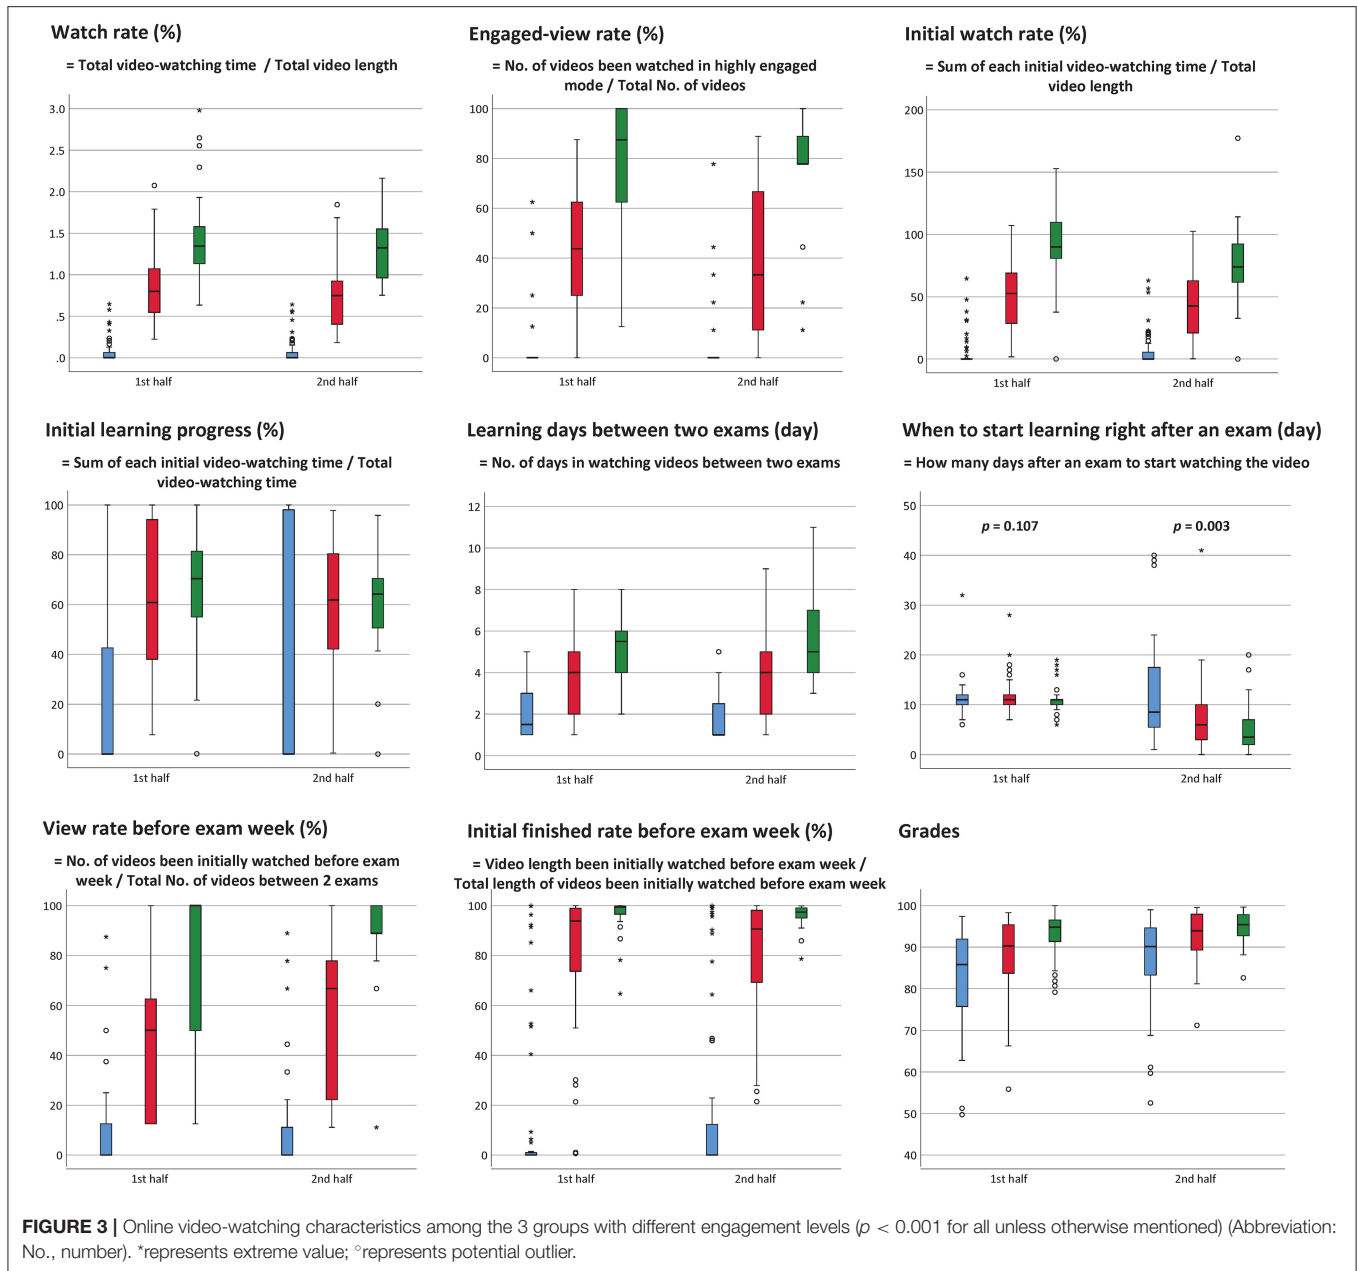 Watch rate (%)
= Total video-watching time / Total video length
3.0
2.5
2.0
1.5
1.0
.5
.0
1st half
2nd half
Engaged-view rate (%)
= No. of videos been watched in highly engaged
mode / Total No. of videos
100
80
60
40
20
0
1st half
2nd half
Initial watch rate (%)
= Sum of each initial video-watching time / Total
video length
200
150
100
50
0
1st half
2nd half
Initial learning progress (%)
= Sum of each initial video-watching time / Total
video-watching time
100
80
60
40
20
0
1st half
2nd half
Learning days between two exams (day)
= No. of days in watching videos between two exams
12
10
8
6
4
2
0
1st half
2nd half
When to start learning right after an exam (day)
= How many days after an exam to start watching the video
50
40
30
20
10
0
p = 0.107
p = 0.003
1st half
2nd half
View rate before exam week (%)
= No. of videos been initially watched before exam
week / Total No. of videos between 2 exams
100
80
60
40
20
0
1st half
2nd half
Initial finished rate before exam week (%)
= Video length been initially watched before exam week /
Total length of videos been initially watched before exam week
100
80
60
40
20
0
1st half
2nd half
Grades
100
90
80
70
60
50
40
1st half
2nd half
FIGURE 3 | Online video-watching characteristics among the 3 groups with different engagement levels (p < 0.001 for all unless otherwise mentioned) (Abbreviation:
No., number). *represents extreme value; °represents potential outlier.